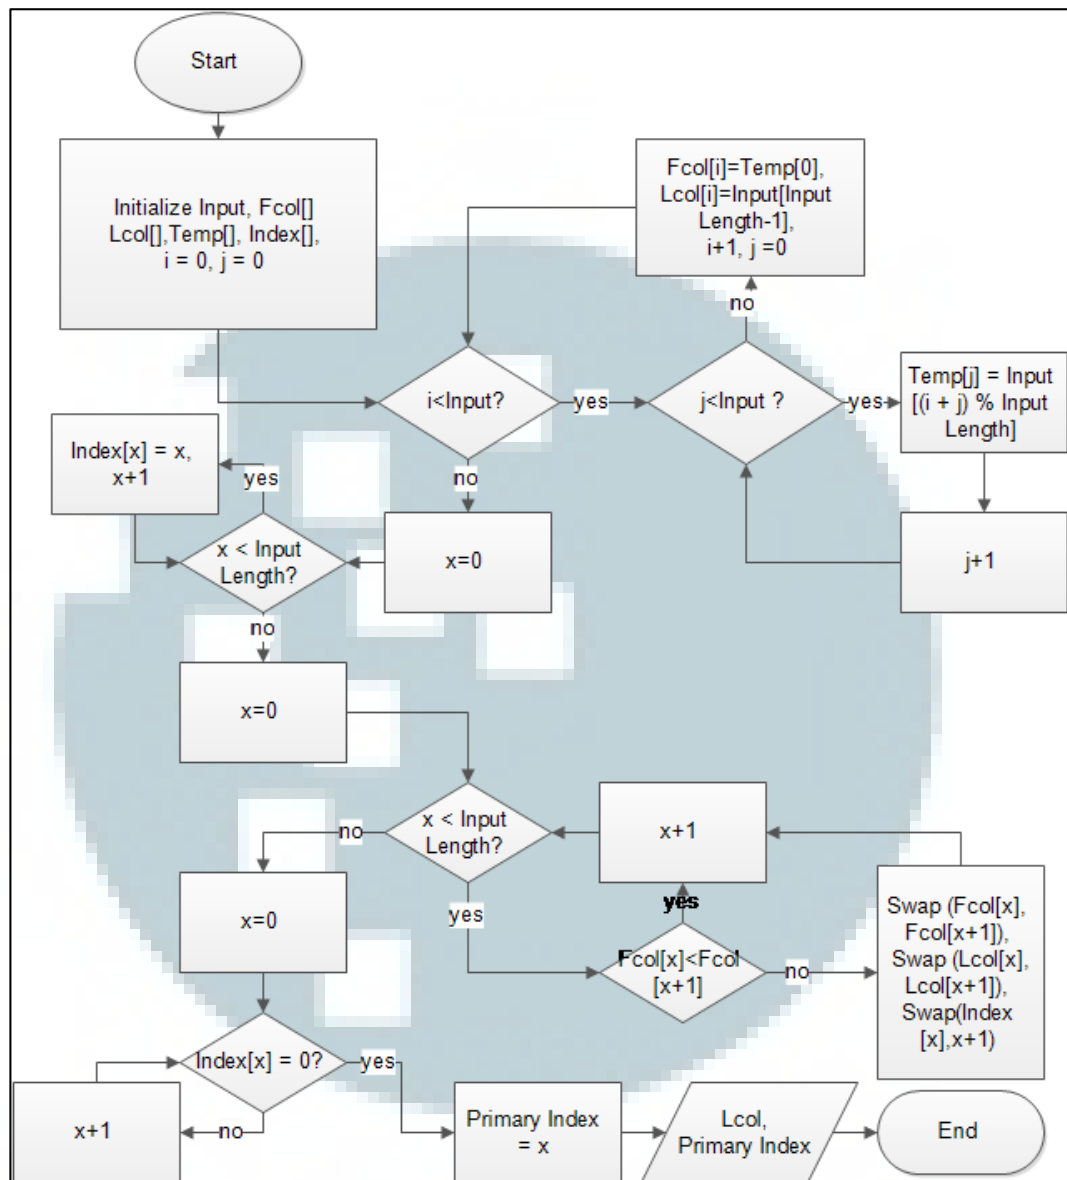 Start
Initialize Input, Fcol[]
Lcol[],Temp[], Index[],
i = 0, j = 0
Fcol[i]=Temp[0],
Lcol[i]=Input[Input
Length-1],
i+1, j =0
no
i<Input?
yes
j<Input ?
yes
Temp[j] = Input
[(i + j) % Input
Length]
j+1
no
x=0
Index[x] = x,
x+1
yes
x < Input
Length?
no
x=0
x < Input
Length?
no
yes
x+1
yes
Fcol[x]<Fcol
[x+1]
no
Swap (Fcol[x],
Fcol[x+1]),
Swap (Lcol[x],
Lcol[x+1]),
Swap(Index
[x],x+1)
x=0
Index[x] = 0?
yes
no
x+1
Primary Index
= x
Lcol,
Primary Index
End